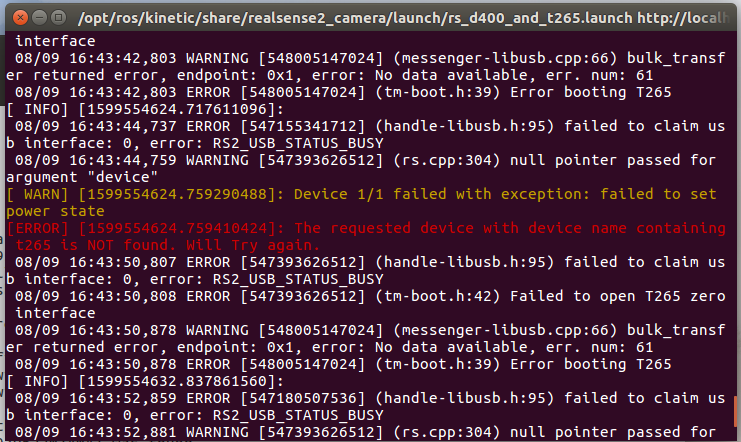 /opt/ros/kinetic/share/realsense2_camera/launch/rs_d400_and_t265.launch http://localh
interface
08/09 16:43:42,803 WARNING [548005147024] (messenger-libusb.cpp:66) bulk_transf
er returned error, endpoint: 0x1, error: No data available, err. num: 61
08/09 16:43:42,803 ERROR [548005147024] (tm-boot.h:39) Error booting T265
[ INFO] [1599554624.717611096]:
08/09 16:43:44,737 ERROR [547155341712] (handle-libusb.h:95) failed to claim us
b interface: 0, error: RS2_USB_STATUS_BUSY
08/09 16:43:44,759 WARNING [547393626512] (rs.cpp:304) null pointer passed for
argument "device"
[ WARN] [1599554624.759290488]: Device 1/1 failed with exception: failed to set
power state
[ERROR] [1599554624.759410424]: The requested device with device name containing
t265 is NOT found. Will Try again.
08/09 16:43:50,807 ERROR [547393626512] (handle-libusb.h:95) failed to claim us
b interface: 0, error: RS2_USB_STATUS_BUSY
08/09 16:43:50,808 ERROR [547393626512] (tm-boot.h:42) Failed to open T265 zero
interface
08/09 16:43:50,878 WARNING [548005147024] (messenger-libusb.cpp:66) bulk_transf
er returned error, endpoint: 0x1, error: No data available, err. num: 61
08/09 16:43:50,878 ERROR [548005147024] (tm-boot.h:39) Error booting T265
[ INFO] [1599554632.837861560]:
08/09 16:43:52,859 ERROR [547180507536] (handle-libusb.h:95) failed to claim us
b interface: 0, error: RS2_USB_STATUS_BUSY
08/09 16:43:52,881 WARNING [547393626512] (rs.cpp:304) null pointer passed for